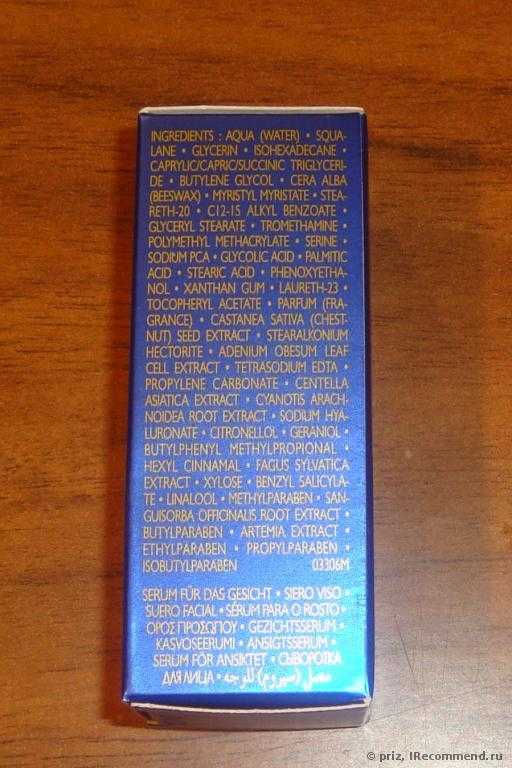 INGREDIENTS : AQUA (WATER) • SQUA-
LANE • GLYCERIN • ISOHEXADECANE •
CAPRYLIC/CAPRIC/SUCCINIC TRIGLYCERI-
DE • BUTYLENE GLYCOL • CERA ALBA
(BEESWAX) • MYRISTYL MYRISTATE • STEA-
RETH-20 • C12-15 ALKYL BENZOATE •
GLYCERYL STEARATE • TROMETHAMINE •
POLYMETHYL METHACRYLATE • SERINE •
SODIUM PCA • GLYCOLIC ACID • PALMITIC
ACID • STEARIC ACID • PHENOXYETHA-
NOL • XANTHAN GUM • LAURETH-23 •
TOCOPHERYL ACETATE • PARFUM (FRA-
GRANCE) • CASTANEA SATIVA (CHEST-
NUT) SEED EXTRACT • STEARALKONIUM
HECTORITE • ADENIUM OBESUM LEAF
CELL EXTRACT • TETRASODIUM EDTA •
PROPYLENE CARBONATE • CENTELLA
ASIATICA EXTRACT • CYANOTIS ARACH-
NOIDEA ROOT EXTRACT • SODIUM HYA-
LURONATE • CITRONELLOL • GERANIOL •
BUTYLPHENYL METHYLPROPIONAL •
HEXYL CINNAMAL • FAGUS SYLVATICA
EXTRACT • XYLOSE • BENZYL SALICYLA-
TE • LINALOOL • METHYLPARABEN • SAN-
GUISORBA OFFICINALIS ROOT EXTRACT •
BUTYLPARABEN • ARTEMIA EXTRACT •
ETHYLPARABEN • PROPYLPARABEN •
ISOBUTYLPARABEN 03306M
SERUM FÜR DAS GESICHT • SIERO VISO •
SUERO FACIAL • SÉRUM PARA O ROSTO •
ΟΡΟΣ ΠΡΟΣΩΠΟΥ • GEZICHTSSERUM •
KASVOSEERUMI • ANSIGTSSERUM •
SERUM FÖR ANSIKTET • СЫВОРОТКА
ДЛЯ ЛИЦА • مصل (سيروم) للوجه
© priz, IRecommend.ru